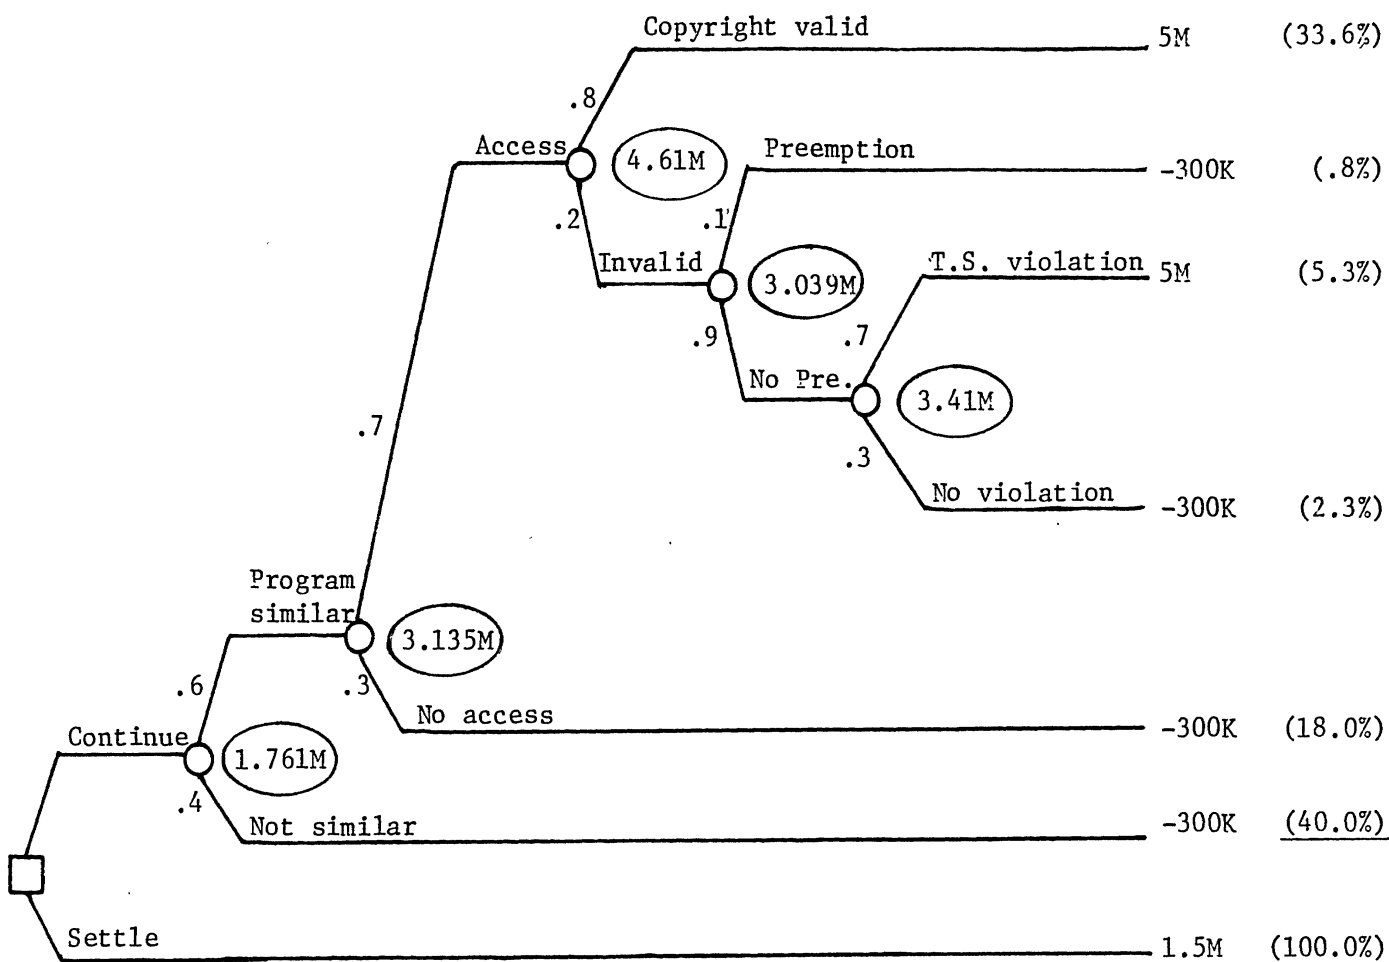 Copyright valid 5M (33.6%)
.8
Access 4.61M Preemption -300K (.8%)
.2 .1
Invalid 3.039M T.S. violation 5M (5.3%)
.9 .7
No Pre. 3.41M
.7 .3
No violation -300K (2.3%)
Program
similar 3.135M
.6 .3
No access -300K (18.0%)
Continue 1.761M
.4
Not similar -300K (40.0%)
Settle 1.5M (100.0%)